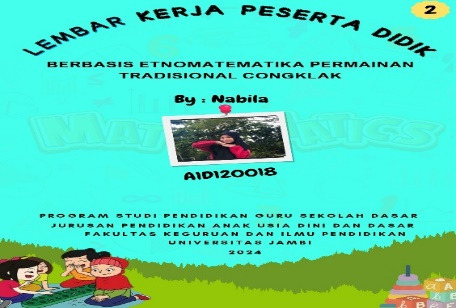 2
LEMBAR KERJA PESERTA DIDIK
BERBASIS ETNOMATEMATIKA PERMAINAN
TRADISIONAL CONGKLAK
By : Nabila
MATHEMATICS
A1D120018
PROGRAM STUDI PENDIDIKAN GURU SEKOLAH DASAR
JURUSAN PENDIDIKAN ANAK USIA DINI DAN DASAR
FAKULTAS KEGURUAN DAN ILMU PENDIDIKAN
UNIVERSITAS JAMBI
2024